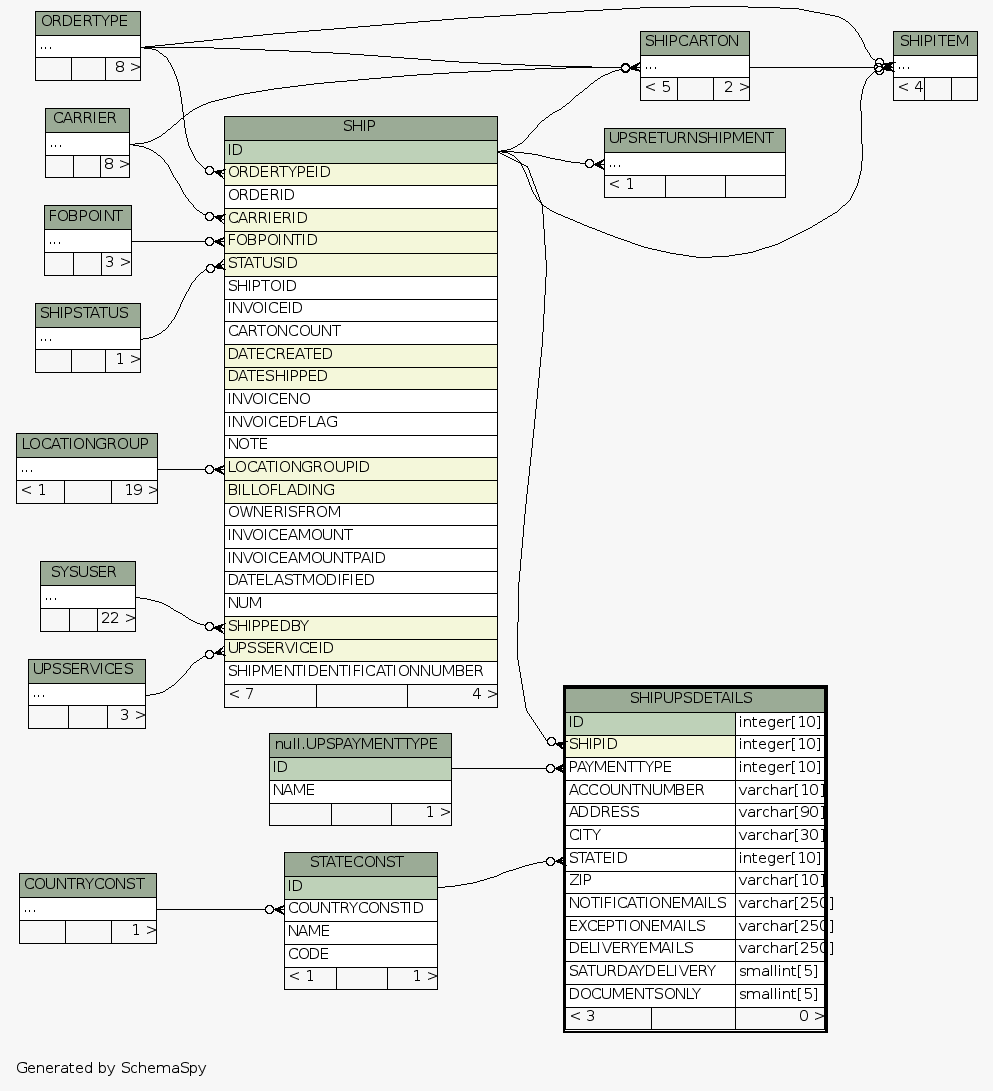 ORDERTYPE
...
8 >
SHIPCARTON
...
< 5 2 >
SHIPITEM
...
< 4
CARRIER
...
8 >
UPSRETURNSHIPMENT
...
< 1
FOBPOINT
...
3 >
SHIPSTATUS
...
1 >
LOCATIONGROUP
...
< 1 19 >
SYSUSER
...
22 >
UPSSERVICES
...
3 >
SHIP
ID
ORDERTYPEID
ORDERID
CARRIERID
FOBPOINTID
STATUSID
SHIPTOID
INVOICEID
CARTONCOUNT
DATECREATED
DATESHIPPED
INVOICENO
INVOICEDFLAG
NOTE
LOCATIONGROUPID
BILLOFLADING
OWNERISFROM
INVOICEAMOUNT
INVOICEAMOUNTPAID
DATELASTMODIFIED
NUM
SHIPPEDBY
UPSSERVICEID
SHIPMENTIDENTIFICATIONNUMBER
< 7 4 >
null.UPSPAYMENTTYPE
ID
NAME
1 >
COUNTRYCONST
...
1 >
STATECONST
ID
COUNTRYCONSTID
NAME
CODE
< 1 1 >
SHIPUPSDETAILS
ID integer[10]
SHIPID integer[10]
PAYMENTTYPE integer[10]
ACCOUNTNUMBER varchar[10]
ADDRESS varchar[90]
CITY varchar[30]
STATEID integer[10]
ZIP varchar[10]
NOTIFICATIONEMAILS varchar[250]
EXCEPTIONEMAILS varchar[250]
DELIVERYEMAILS varchar[250]
SATURDAYDELIVERY smallint[5]
DOCUMENTSONLY smallint[5]
< 3 0 >
Generated by SchemaSpy